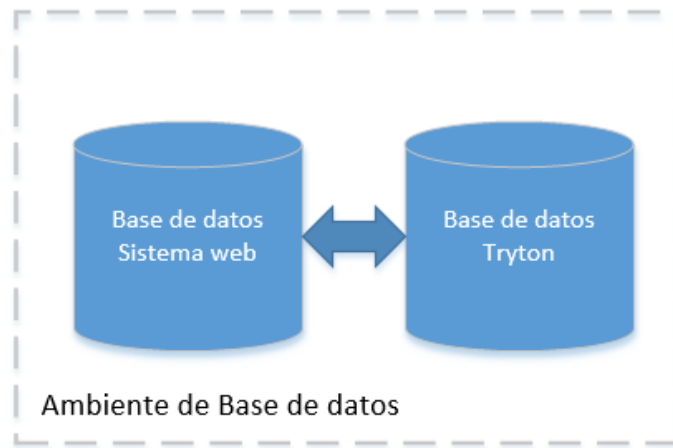 Base de datos
Sistema web
Base de datos
Tryton
Ambiente de Base de datos